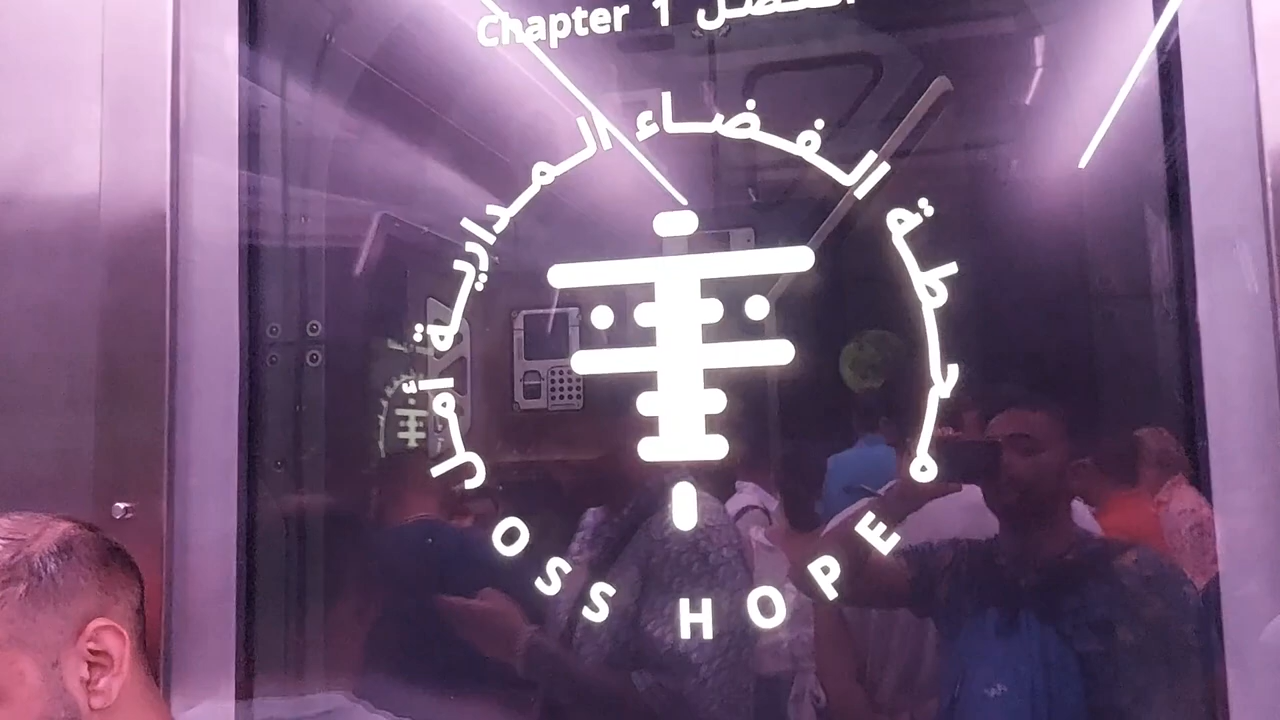 Chapter 1 الفصل
محطة الفضاء المدارية أمل
OSS HOPE